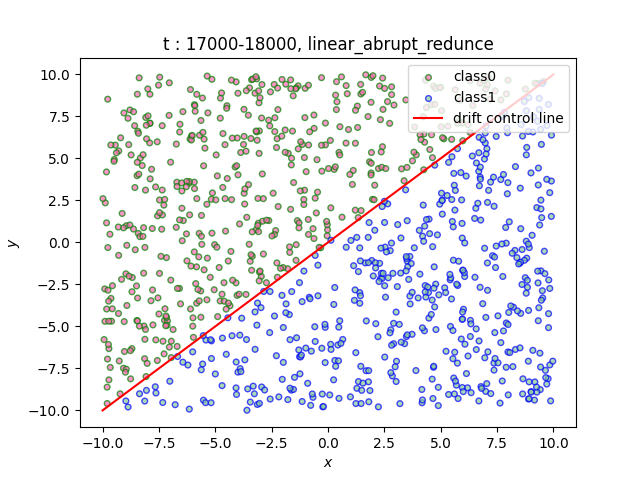 t : 17000-18000, linear_abrupt_redunce
class0
class1
drift control line
10.0
7.5
5.0
2.5
0.0
−2.5
−5.0
−7.5
−10.0
y
−10.0 −7.5 −5.0 −2.5 0.0 2.5 5.0 7.5 10.0
x